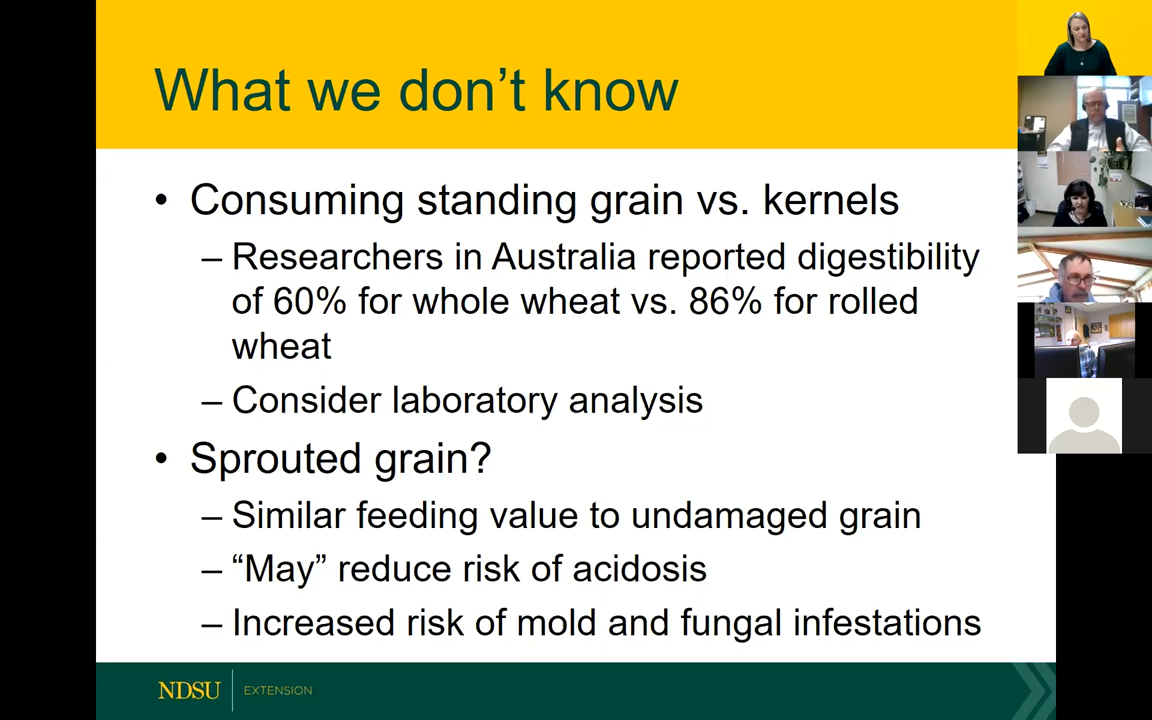 What we don’t know
• Consuming standing grain vs. kernels
– Researchers in Australia reported digestibility
of 60% for whole wheat vs. 86% for rolled
wheat
– Consider laboratory analysis
• Sprouted grain?
– Similar feeding value to undamaged grain
– “May” reduce risk of acidosis
– Increased risk of mold and fungal infestations
NDSU EXTENSION